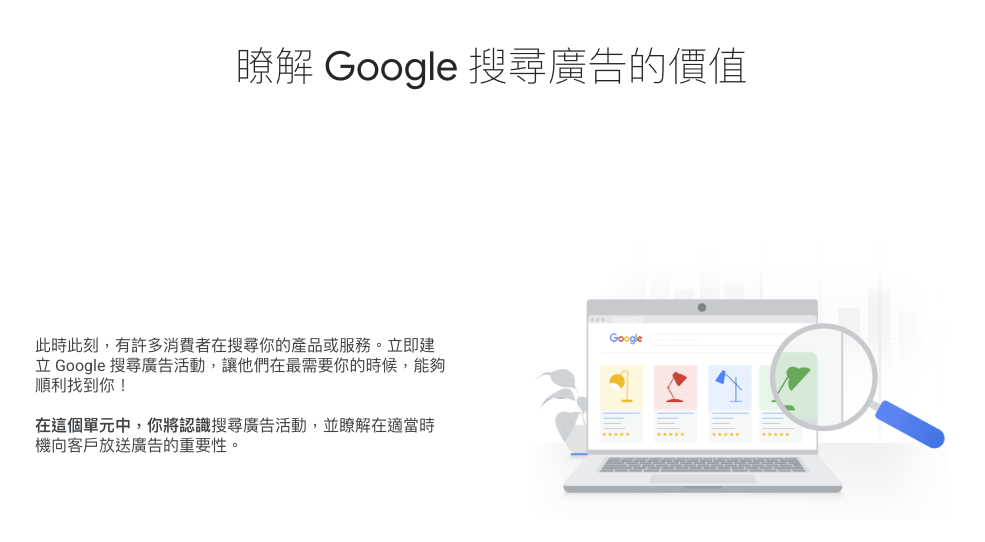 瞭解 Google 搜尋廣告的價值
此時此刻，有許多消費者在搜尋你的產品或服務。立即建
立 Google 搜尋廣告活動，讓他們在最需要你的時候，能夠
順利找到你！
在這個單元中，你將認識搜尋廣告活動，並瞭解在適當時
機向客戶放送廣告的重要性。
Google